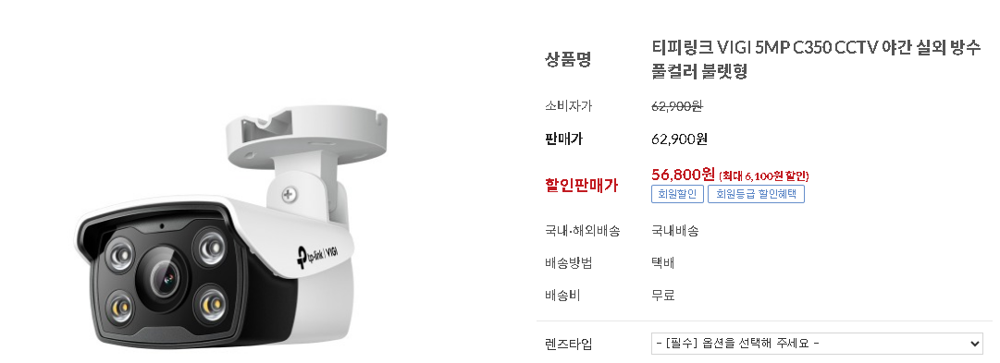 tp-link | VIGI
상품명 티피링크 VIGI 5MP C350 CCTV 야간 실외 방수
풀컬러 불렛형
소비자가 62,900원
판매가 62,900원
할인판매가 56,800원 (최대 6,100원 할인)
회원할인 회원등급 할인혜택
국내·해외배송 국내배송
배송방법 택배
배송비 무료
렌즈타입 - [필수] 옵션을 선택해 주세요 -